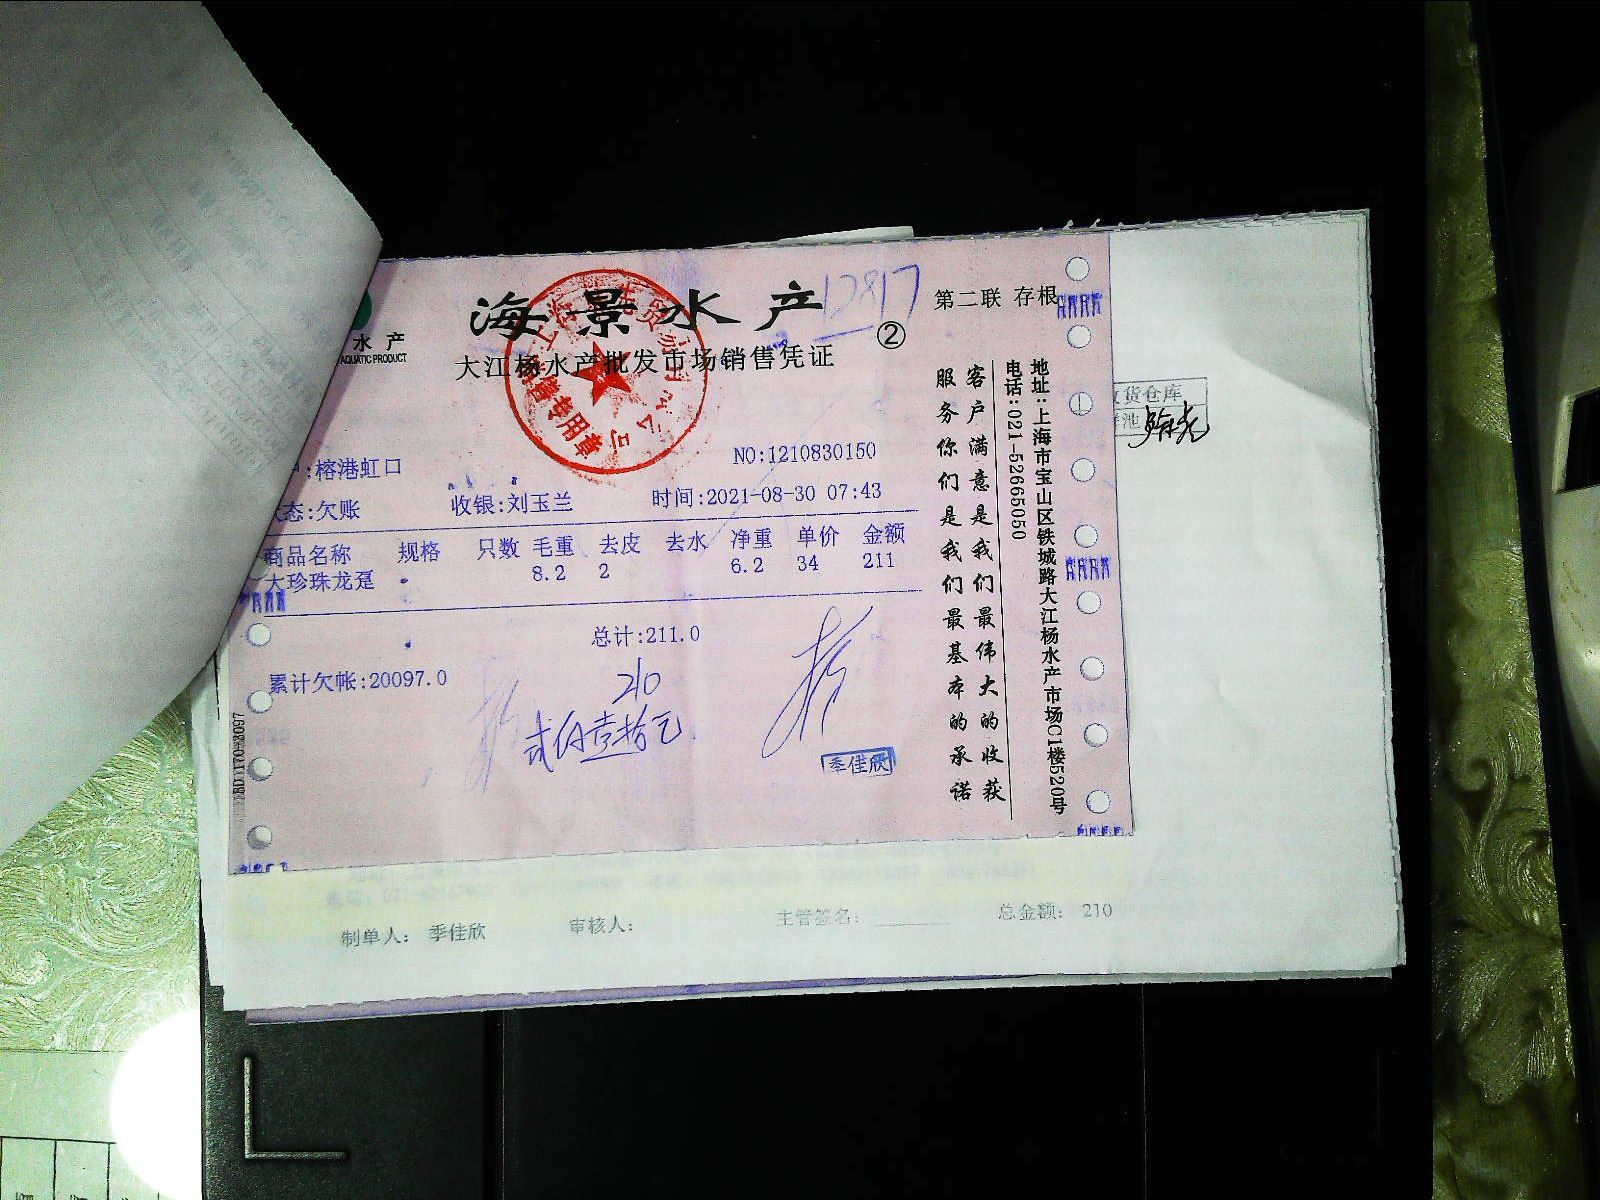 海景水产
12817
第二联 存根
②
水产
AQUATIC PRODUCT
大江杨水产批发市场销售凭证
销售专用章
:榕港虹口
NO:1210830150
态:欠账 收银:刘玉兰 时间:2021-08-30 07:43
商品名称 规格 只数 毛重 去皮 去水 净重 单价 金额
大珍珠龙趸 8.2 2 6.2 34 211
总计:211.0
累计欠帐:20097.0
210
贰佰壹拾元
季佳欣
客户满意是我们最伟大的收获
服务你们是我们最基本的承诺
地址:上海市宝山区铁城路大江杨水产市场C1楼520号
电话:021-52665050
货仓库
池
制单人: 季佳欣 审核人: 主管签名: 总金额: 210